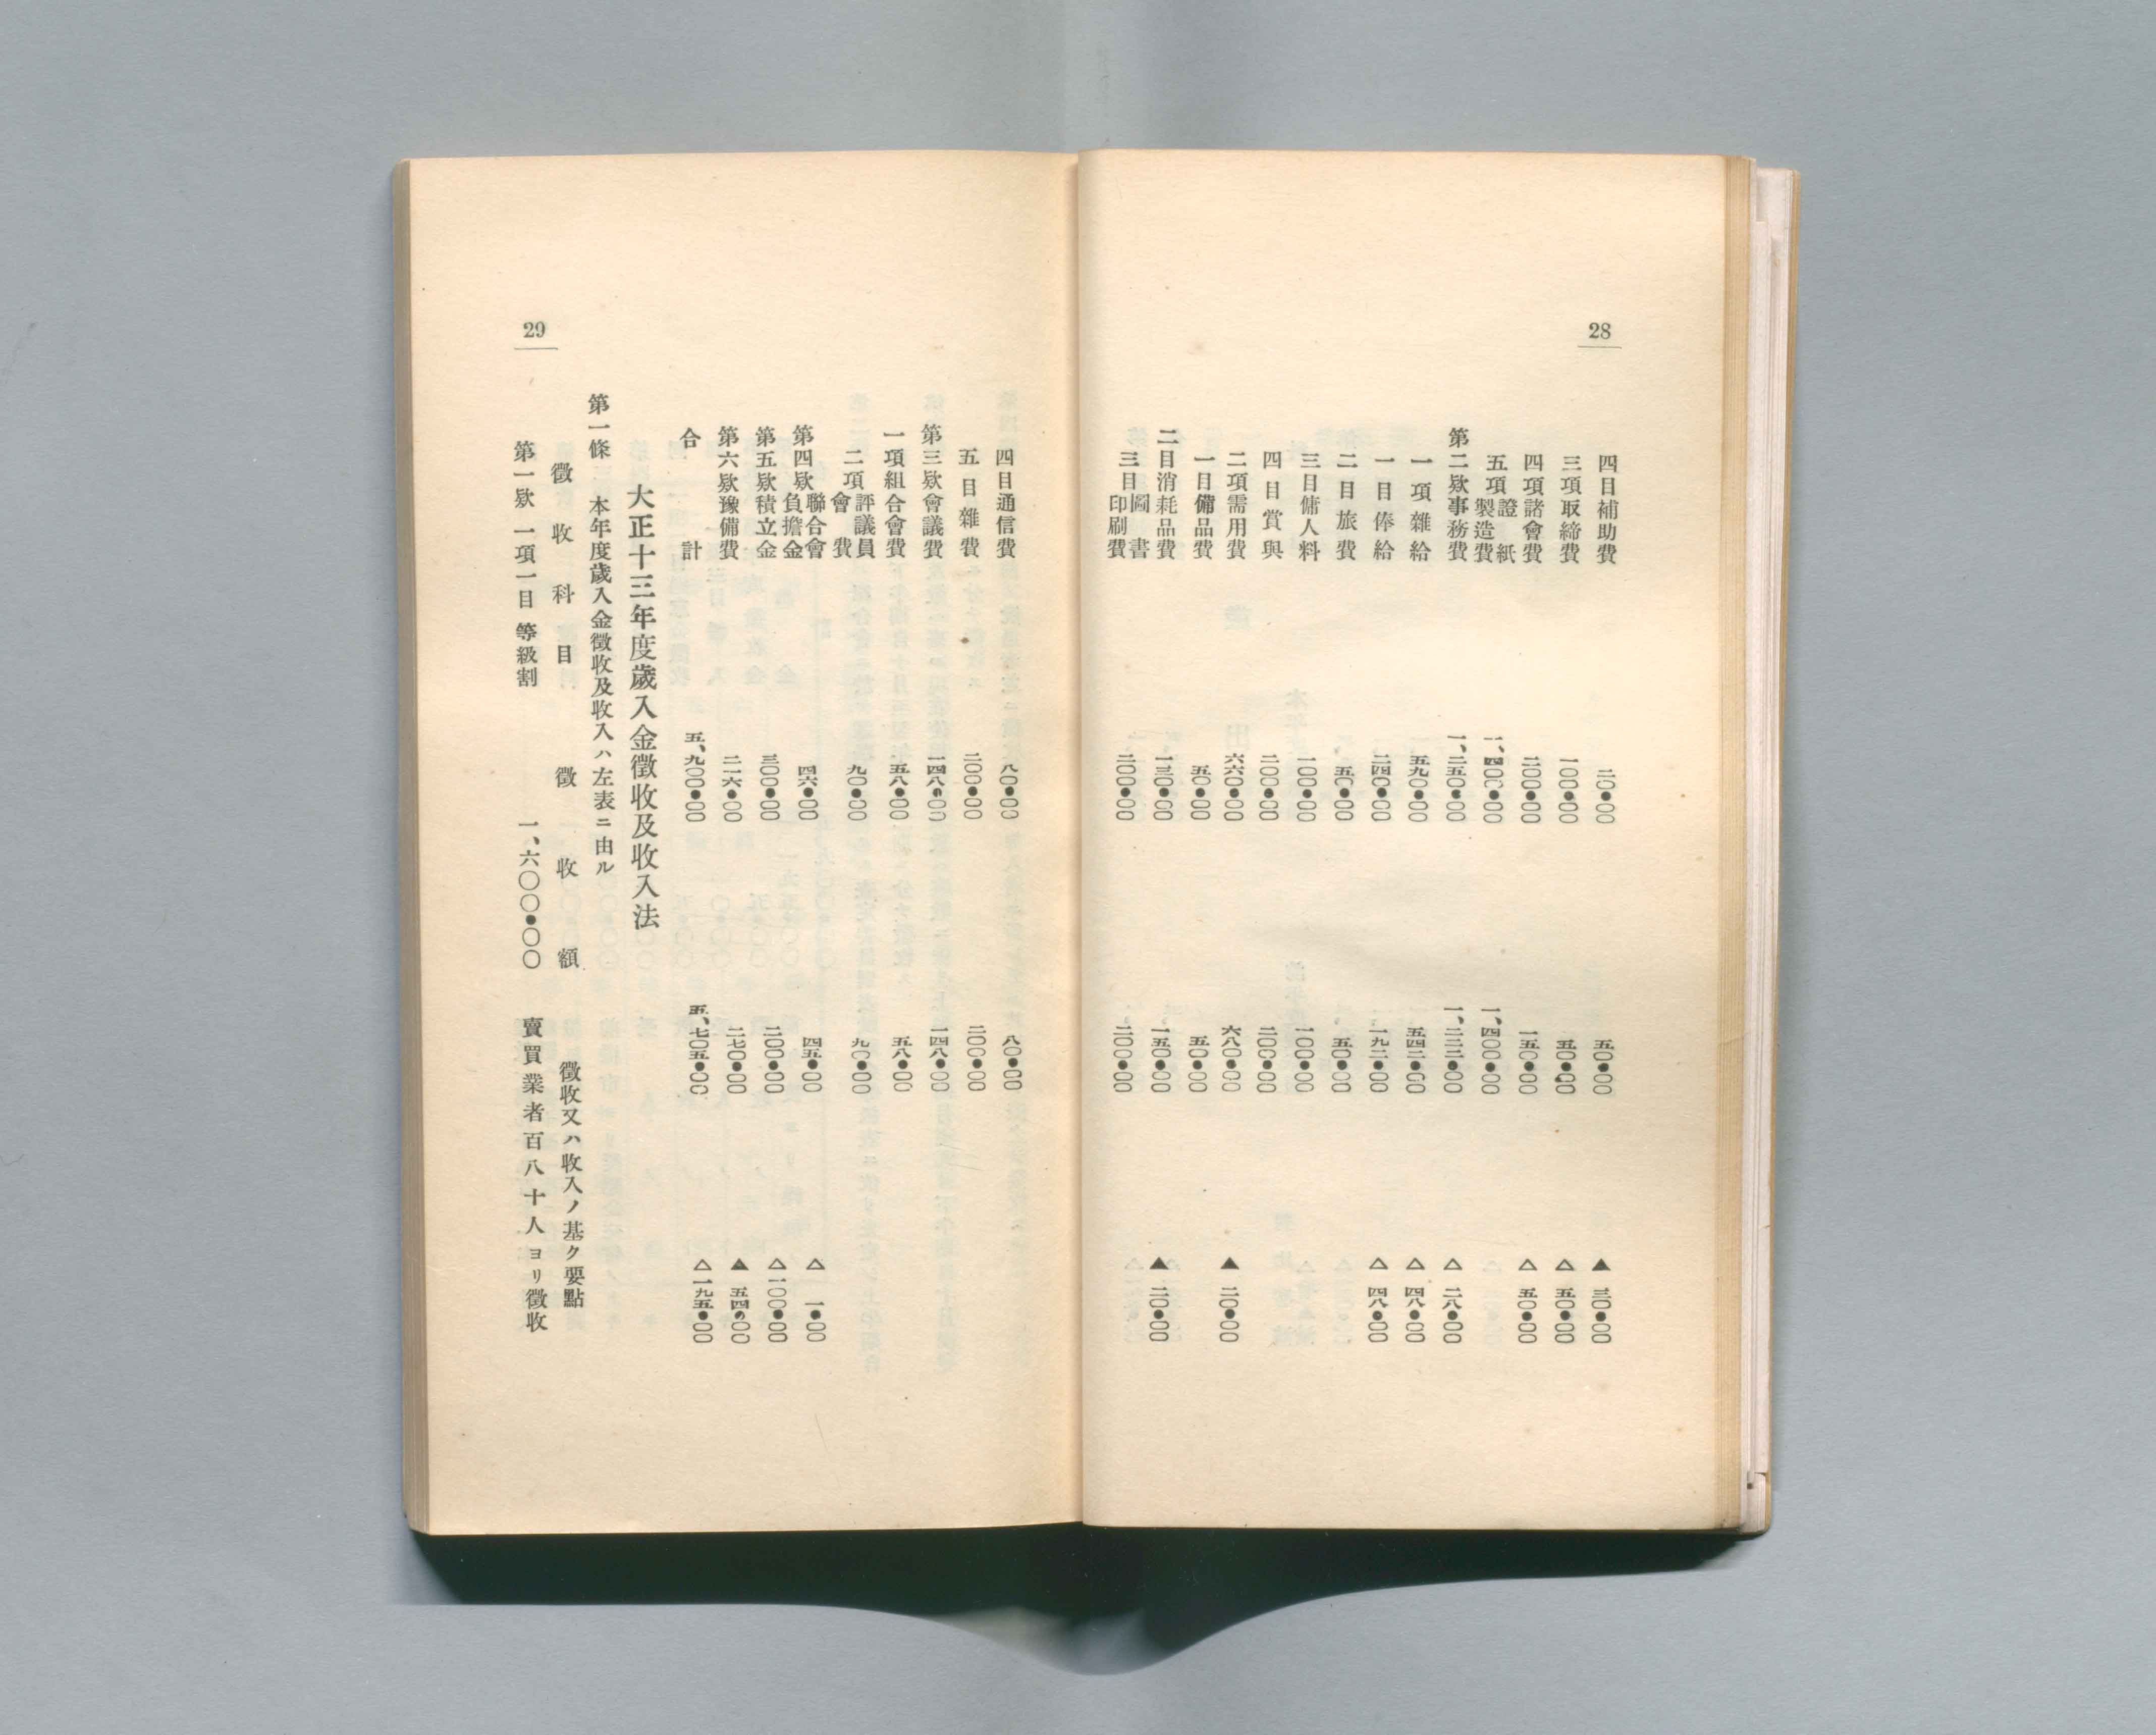 28
四目補助費 二〇●〇〇 五〇●〇〇 ▲ 三〇●〇〇
三項取締費 一〇〇●〇〇 五〇●〇〇 △ 五〇●〇〇
四項諸會費 二〇〇●〇〇 一五〇●〇〇 △ 五〇●〇〇
五項證紙製造費 一、四〇〇●〇〇 一、四〇〇●〇〇
第二欵事務費 一、二五〇●〇〇 一、二二二●〇〇 △ 二八●〇〇
一項雜給 五九〇●〇〇 五四二●〇〇 △ 四八●〇〇
一目俸給 二四〇●〇〇 一九二●〇〇 △ 四八●〇〇
二目旅費 五〇●〇〇 五〇●〇〇
三目傭人料 一〇〇●〇〇 一〇〇●〇〇
四目賞與 二〇〇●〇〇 二〇〇●〇〇
二項需用費 六六〇●〇〇 六八〇●〇〇 ▲ 二〇●〇〇
一目備品費 五〇●〇〇 五〇●〇〇
二目消耗品費 一三〇●〇〇 一五〇●〇〇 ▲ 二〇●〇〇
三目圖書印刷費 二〇〇●〇〇 二〇〇●〇〇
29
四目通信費 八〇●〇〇 八〇●〇〇
五目雜費 二〇〇●〇〇 二〇〇●〇〇
第三欵會議費 一四八●〇〇 一四八●〇〇
一項組合會費 五八●〇〇 五八●〇〇
二項評議員會費 九〇●〇〇 九〇●〇〇
第四欵聯合會負擔金 四六●〇〇 四五●〇〇 △ 一●〇〇
第五欵積立金 三〇〇●〇〇 二〇〇●〇〇 △ 一〇〇●〇〇
第六欵豫備費 二一六●〇〇 二七〇●〇〇 ▲ 五四●〇〇
合計 五、九〇〇●〇〇 五、七〇五●〇〇 △ 一九五●〇〇
大正十三年度歲入金徵收及收入法
第一條 本年度歲入金徵收及收入ハ左表ニ由ル
徵收科目 徵收額 徵收又ハ收入ノ基ク要點
第一欵一項一目等級割 一、六〇〇●〇〇 賣買業者百八十人ヨリ徵收